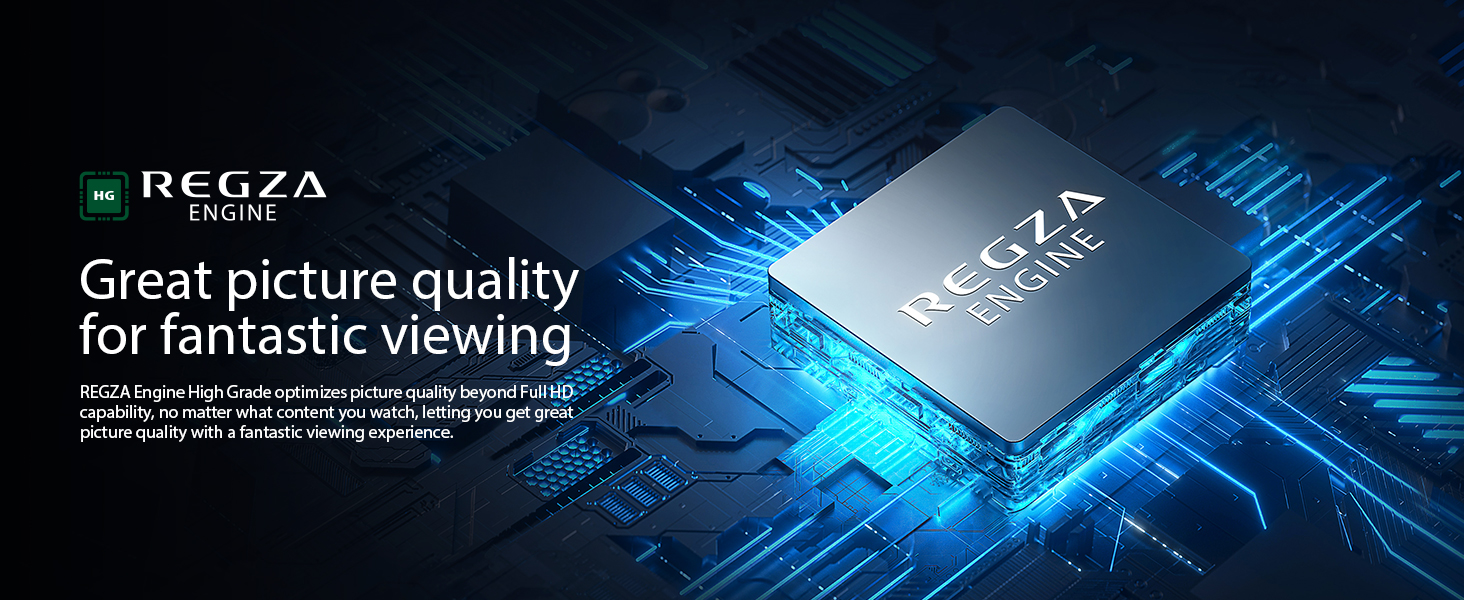 HG
REGZA
ENGINE
Great picture quality
for fantastic viewing
REGZA Engine High Grade optimizes picture quality beyond Full HD
capability, no matter what content you watch, letting you get great
picture quality with a fantastic viewing experience.
REGZA
ENGINE